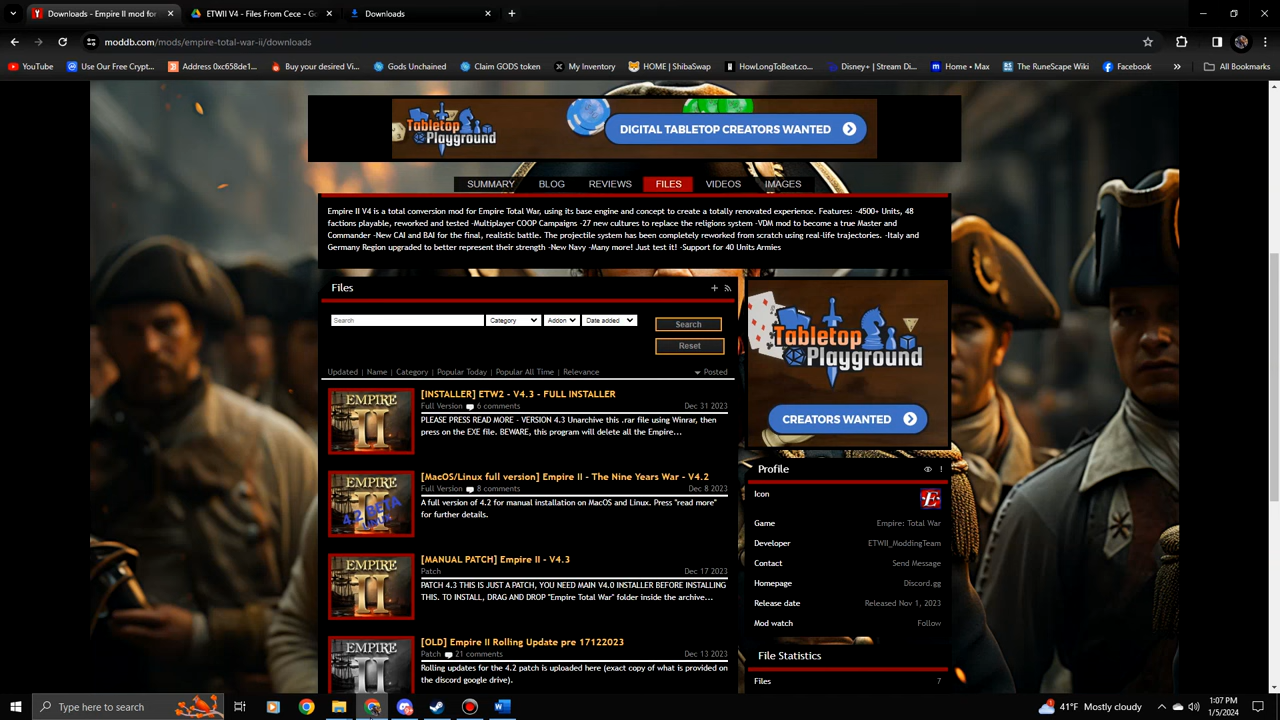 Downloads - Empire II mod for
ETWII V4 - Files From Cece - Go
Downloads
moddb.com/mods/empire-total-war-ii/downloads
YouTube
Use Our Free Crypt...
Address 0xc658de1...
Buy your desired Vi...
Gods Unchained
Claim GODS token
My Inventory
HOME | ShibaSwap
HowLongToBeat.co...
Disney+ | Stream Di...
Home • Max
The RuneScape Wiki
Facebook
All Bookmarks
Tabletop
Playground
DIGITAL TABLETOP CREATORS WANTED
SUMMARY BLOG REVIEWS FILES VIDEOS IMAGES
Empire II V4 is a total conversion mod for Empire Total War, using its base engine and concept to create a totally renovated experience. Features: -4500+ Units, 48
factions playable, reworked and tested -Multiplayer COOP Campaigns -27 new cultures to replace the religions system -VDM mod to become a true Master and
Commander -New CAI and BAI for the final, realistic battle. The projectile system has been completely reworked from scratch using real-life trajectories. -Italy and
Germany Region upgraded to better represent their strength -New Navy -Many more! Just test it! -Support for 40 Units Armies
Files
Search
Category
Addon
Date added
Search
Reset
Updated | Name | Category | Popular Today | Popular All Time | Relevance
Posted
EMPIRE
II
[INSTALLER] ETW2 - V4.3 - FULL INSTALLER
Full Version 6 comments Dec 31 2023
PLEASE PRESS READ MORE - VERSION 4.3 Unarchive this .rar file using Winrar, then
press on the EXE file. BEWARE, this program will delete all the Empire...
EMPIRE
4.2 BETA
LINUX
[MacOS/Linux full version] Empire II - The Nine Years War - V4.2
Full Version 8 comments Dec 8 2023
A full version of 4.2 for manual installation on MacOS and Linux. Press "read more"
for further details.
EMPIRE
II
[MANUAL PATCH] Empire II - V4.3
Patch Dec 17 2023
PATCH 4.3 THIS IS JUST A PATCH, YOU NEED MAIN V4.0 INSTALLER BEFORE INSTALLING
THIS. TO INSTALL, DRAG AND DROP "Empire Total War" folder inside the archive...
EMPIRE
II
[OLD] Empire II Rolling Update pre 17122023
Patch 21 comments Dec 13 2023
Rolling updates for the 4.2 patch is uploaded here (exact copy of what is provided on
the discord google drive).
Tabletop
Playground
CREATORS WANTED
Profile
Icon
E
Game Empire: Total War
Developer ETWII_ModdingTeam
Contact Send Message
Homepage Discord.gg
Release date Released Nov 1, 2023
Mod watch Follow
File Statistics
Files 7
Type here to search
41°F Mostly cloudy
1:07 PM
1/5/2024